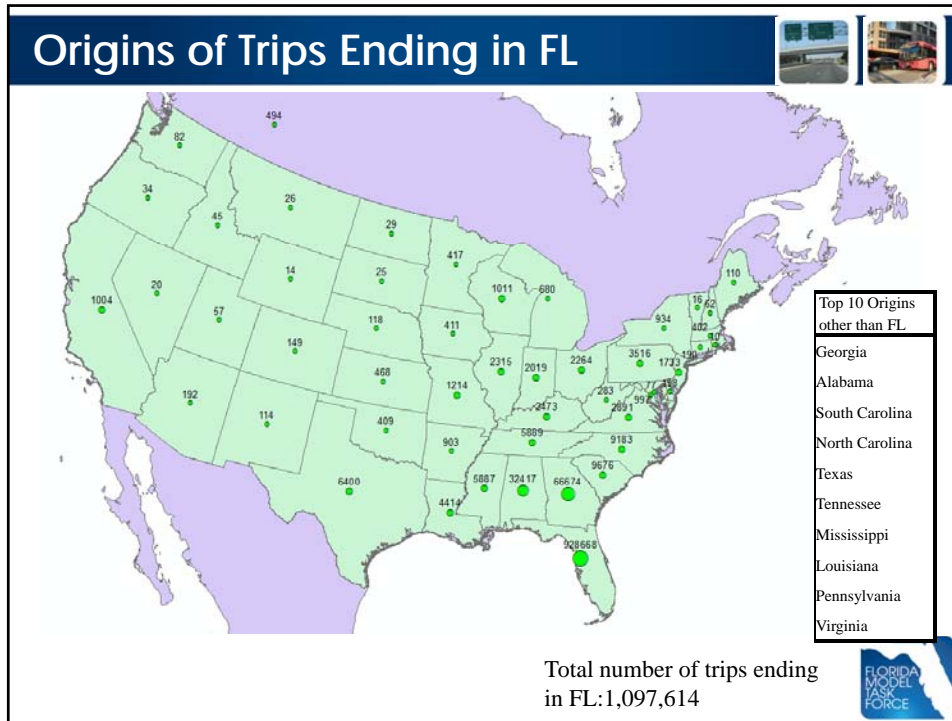 Origins of Trips Ending in FL
494
82
34
45
26
29
417
14
25
1011
680
110
16
62
1004
20
57
118
411
934
402
10
149
2315
2019
2264
3516
1733
190
192
468
1214
283
77
997
2891
2473
114
409
5889
9183
903
9676
6400
5887
32417
66674
4414
928668
Top 10 Origins
other than FL
Georgia
Alabama
South Carolina
North Carolina
Texas
Tennessee
Mississippi
Louisiana
Pennsylvania
Virginia
Total number of trips ending
in FL:1,097,614
FLORIDA
MODEL
TASK
FORCE